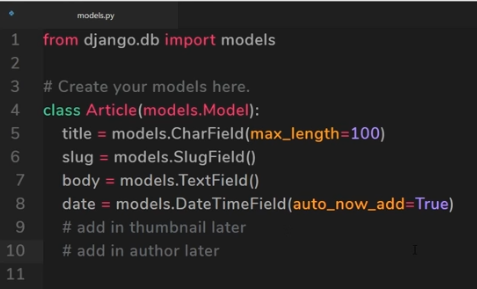 models.py
1 from django.db import models
2
3 # Create your models here.
4 class Article(models.Model):
5     title = models.CharField(max_length=100)
6     slug = models.SlugField()
7     body = models.TextField()
8     date = models.DateTimeField(auto_now_add=True)
9     # add in thumbnail later
10     # add in author later
11